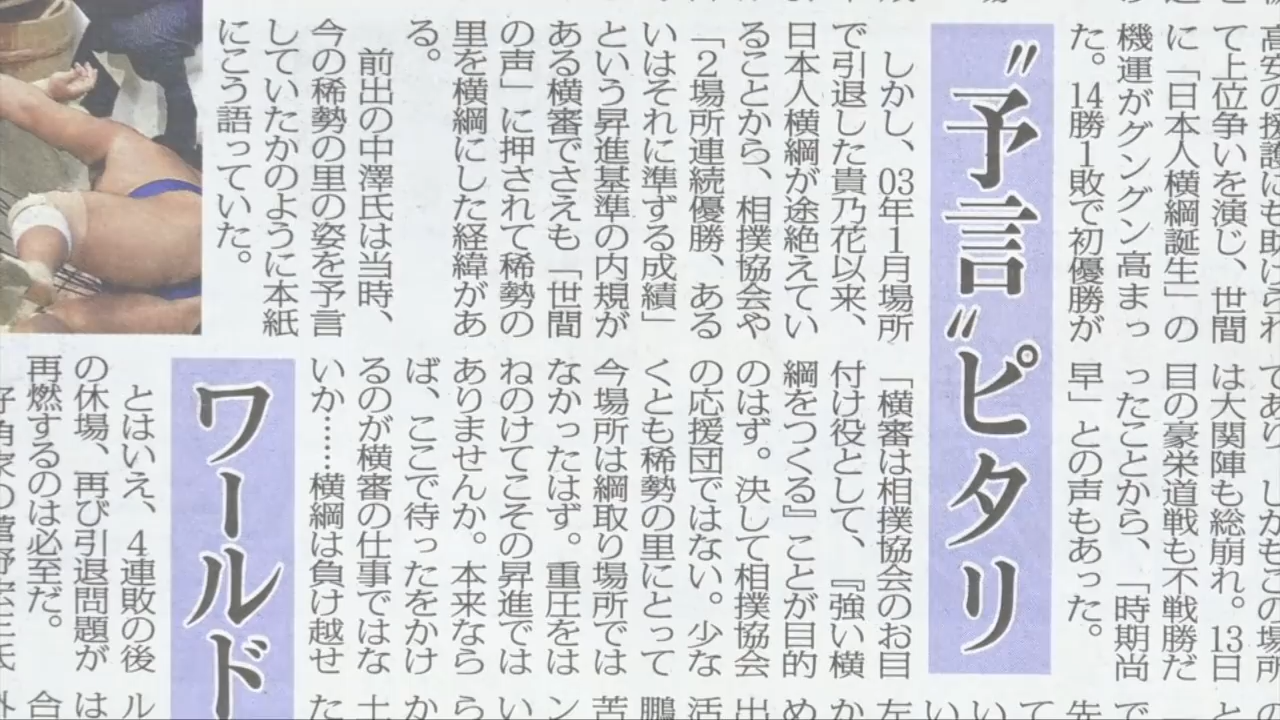 高安の援護にも助けられ
て上位争いを演じ、世間
に「日本人横綱誕生」の
機運がグングン高まっ
た。14勝1敗で初優勝が
であり、しかもこの場所
は大関陣も総崩れ。13日
目の豪栄道戦も不戦勝だ
ったことから、「時期尚
早」との声もあった。
〝予言〟ピタリ
しかし、03年1月場所
で引退した貴乃花以来、
日本人横綱が途絶えてい
ることから、相撲協会や
「2場所連続優勝、ある
いはそれに準ずる成績」
という昇進基準の内規が
ある横審でさえも「世間
の声」に押されて稀勢の
里を横綱にした経緯があ
る。
前出の中澤氏は当時、
今の稀勢の里の姿を予言
していたかのように本紙
にこう語っていた。
「横審は相撲協会のお目
付け役として、『強い横
綱をつくる』ことが目的
のはず。決して相撲協会
の応援団ではない。少な
くとも稀勢の里にとって
今場所は綱取り場所では
なかったはず。重圧をは
ねのけてこその昇進では
ありませんか。本来なら
ば、ここで待ったをかけ
るのが横審の仕事ではな
いか……横綱は負け越せ
ワールド
とはいえ、4連敗の後
の休場、再び引退問題が
再燃するのは必至だ。